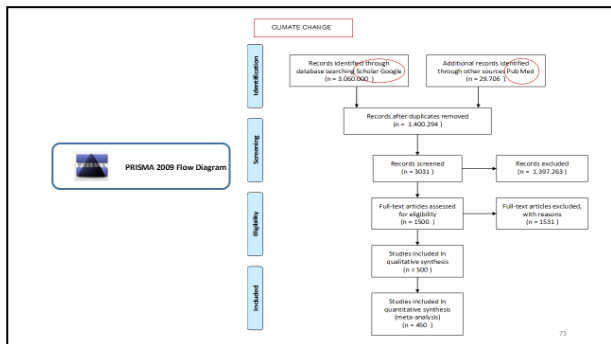 CLIMATE CHANGE
Identification
Records identified through
database searching Scholar Google
(n = 3.060.000 )
Additional records identified
through other sources Pub Med
(n = 29.706 )
Records after duplicates removed
(n = 1.400.294 )
Screening
Records screened
(n = 3031 )
Records excluded
(n = 1.397.263 )
PRISMA 2009 Flow Diagram
Eligibility
Full-text articles assessed
for eligibility
(n = 1500 )
Full-text articles excluded,
with reasons
(n = 1531 )
Studies included in
qualitative synthesis
(n = 500 )
Included
Studies included in
quantitative synthesis
(meta-analysis)
(n = 450 )
71